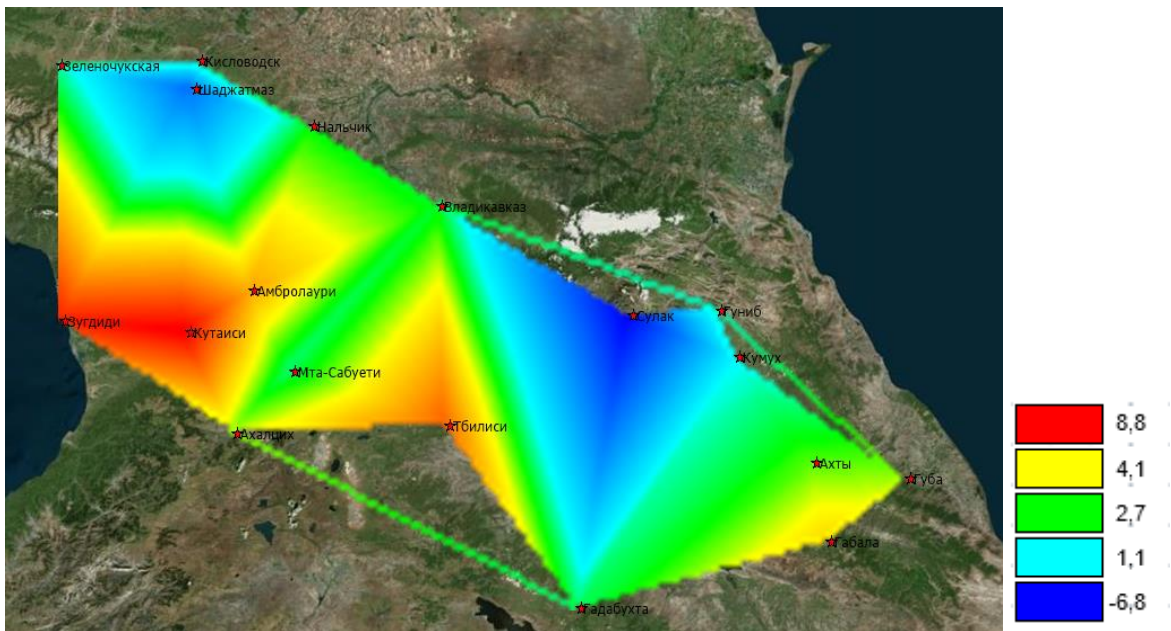 Зеленочукская
Кисловодск
Шаджатмаз
Нальчик
Владикавказ
Амбролаури
Зугдиди
Кутаиси
Сулак
Гуниб
Кумух
Мта-Сабуети
Ахалцих
Тбилиси
Ахты
Губа
Габала
Гадабухта
8,8
4,1
2,7
1,1
-6,8